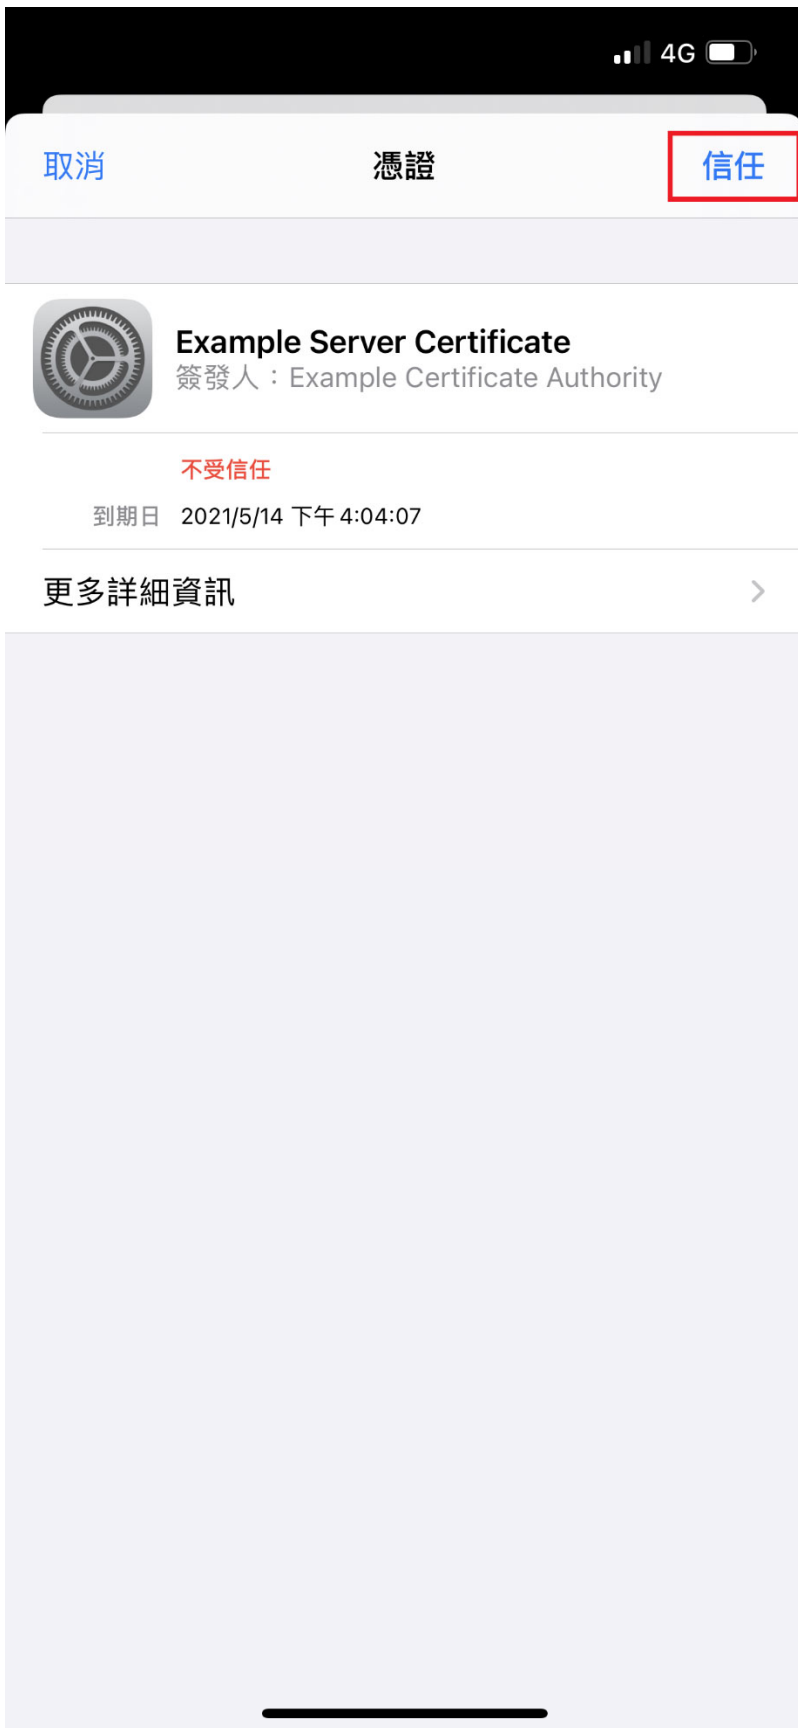 4G
取消
憑證
信任
Example Server Certificate
簽發人：Example Certificate Authority
不受信任
到期日 2021/5/14 下午 4:04:07
更多詳細資訊